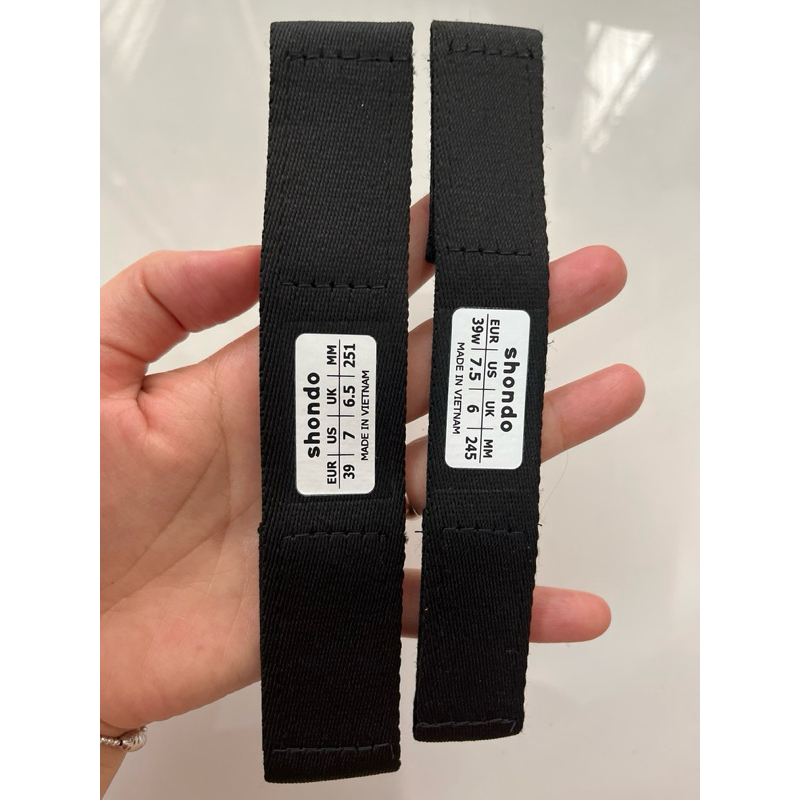 shondo
EUR | US | UK | MM
39 | 7 | 6.5 | 251
MADE IN VIETNAM
shondo
EUR | US | UK | MM
39W | 7.5 | 6 | 245
MADE IN VIETNAM